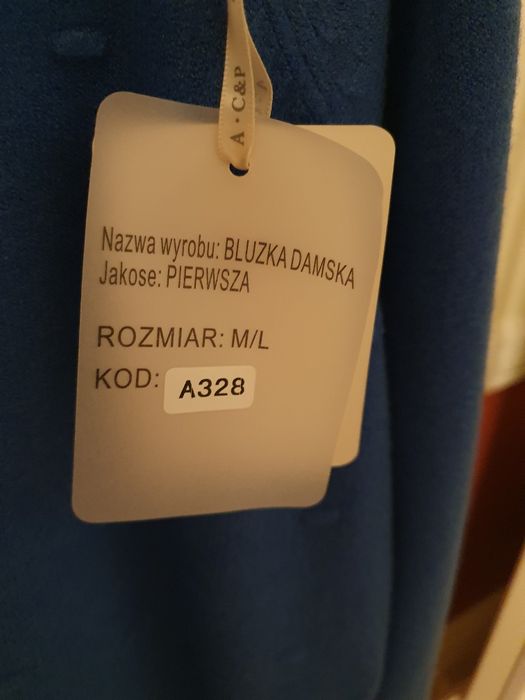 A · C&P
Nazwa wyrobu: BLUZKA DAMSKA
Jakose: PIERWSZA
ROZMIAR: M/L
KOD: A328